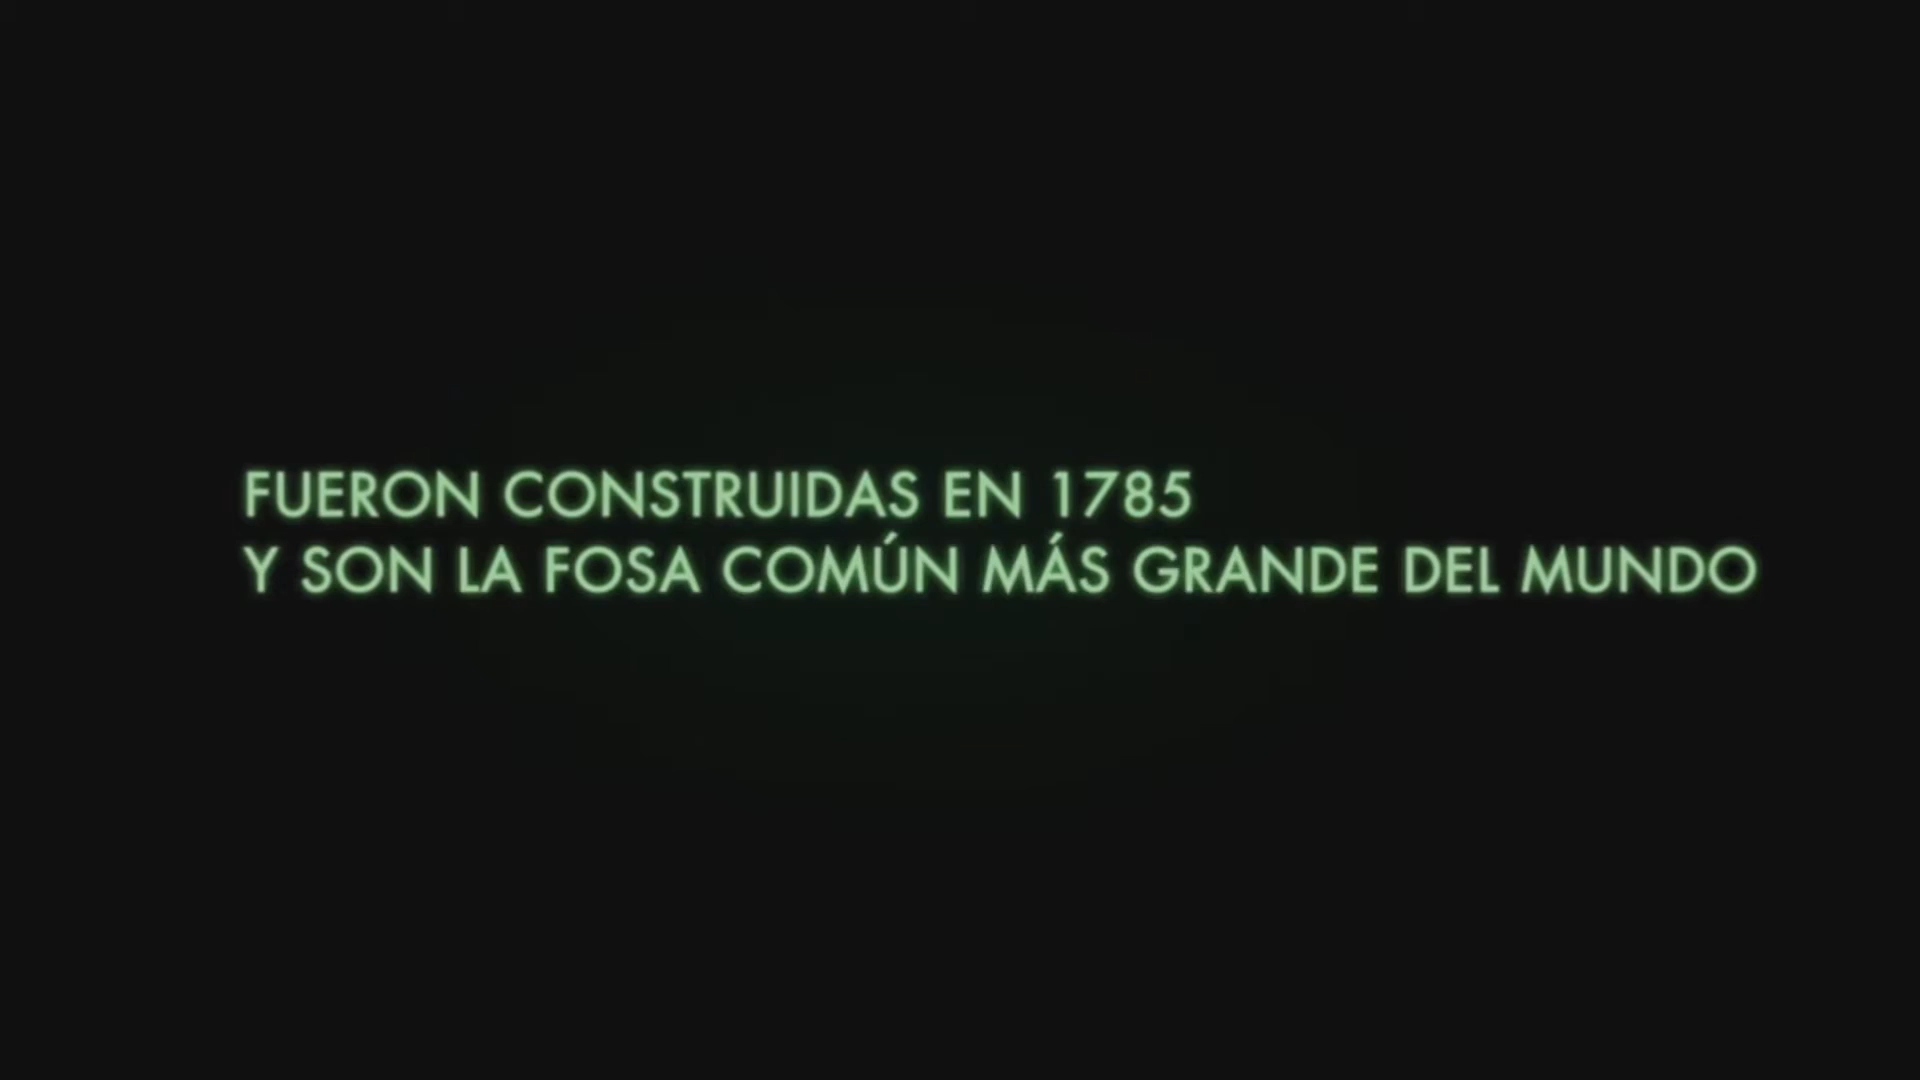 FUERON CONSTRUIDAS EN 1785
Y SON LA FOSA COMÚN MÁS GRANDE DEL MUNDO